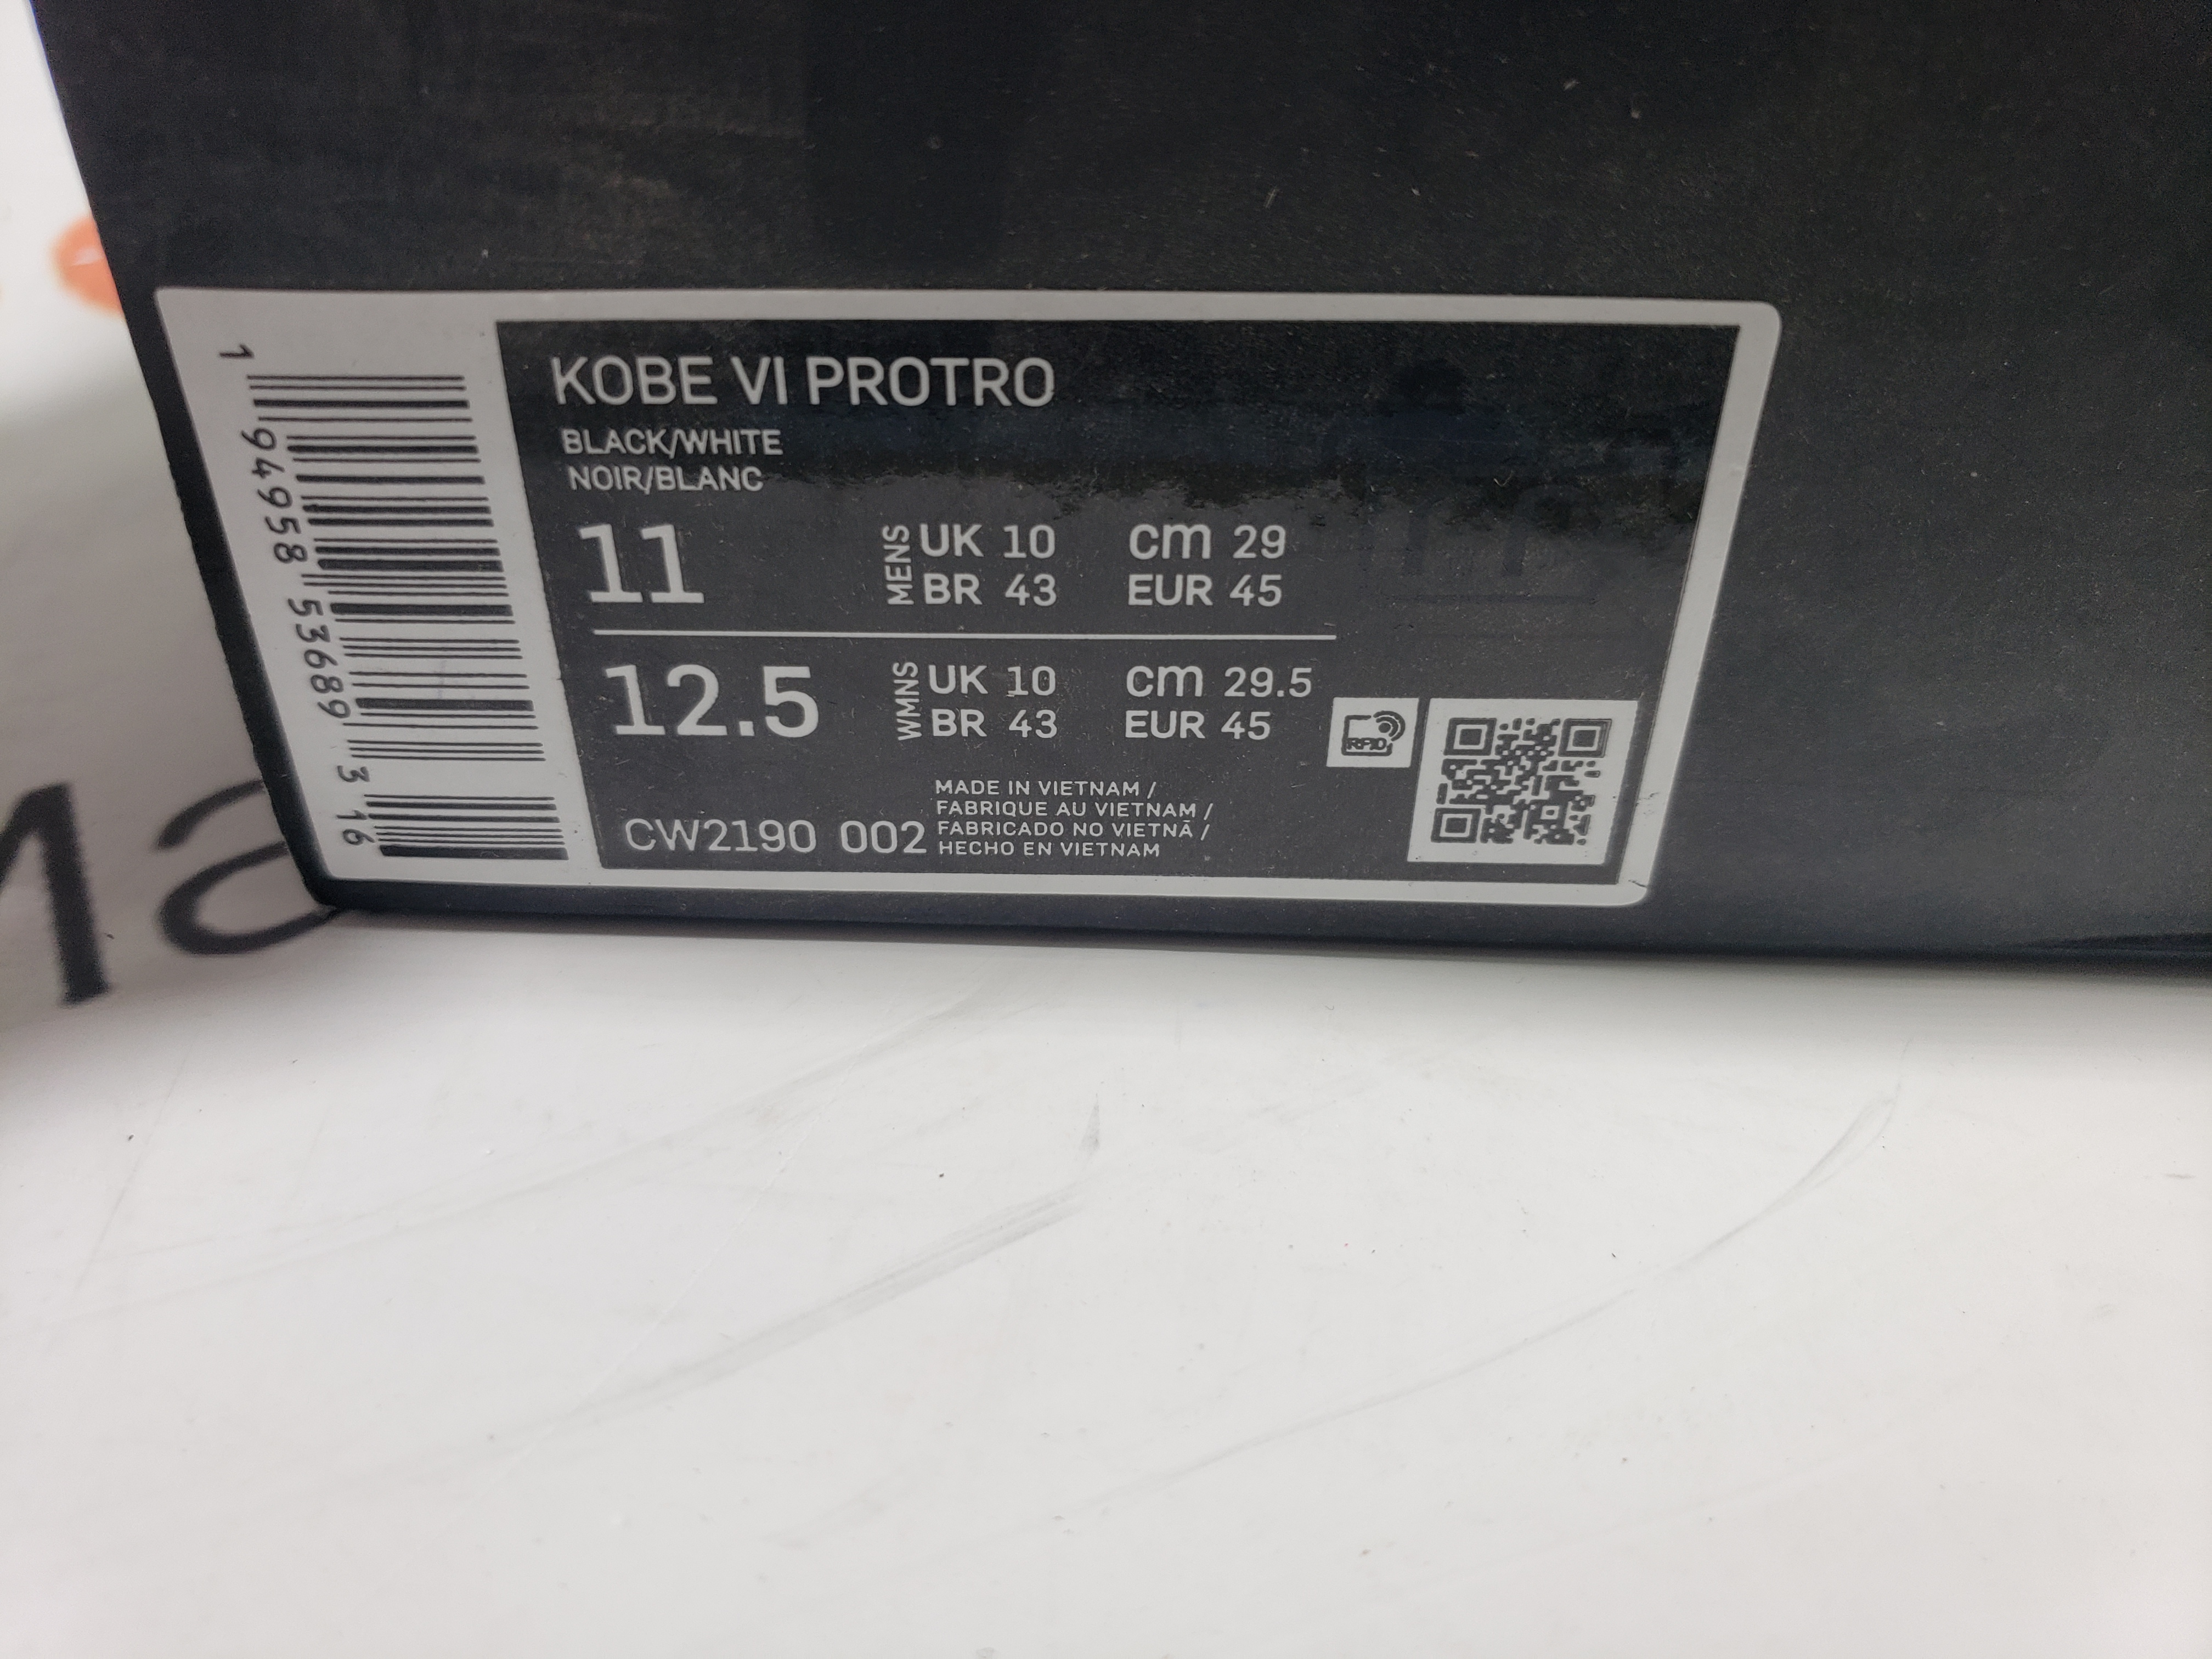 KOBE VI PROTRO
BLACK/WHITE
NOIR/BLANC
11 MENS UK 10 cm 29
BR 43 EUR 45
12.5 WMNS UK 10 cm 29.5
BR 43 EUR 45
MADE IN VIETNAM /
FABRIQUE AU VIETNAM /
FABRICADO NO VIETNÃ /
HECHO EN VIETNAM
CW2190 002
RFID
1 94958 53689 3 16
Ma